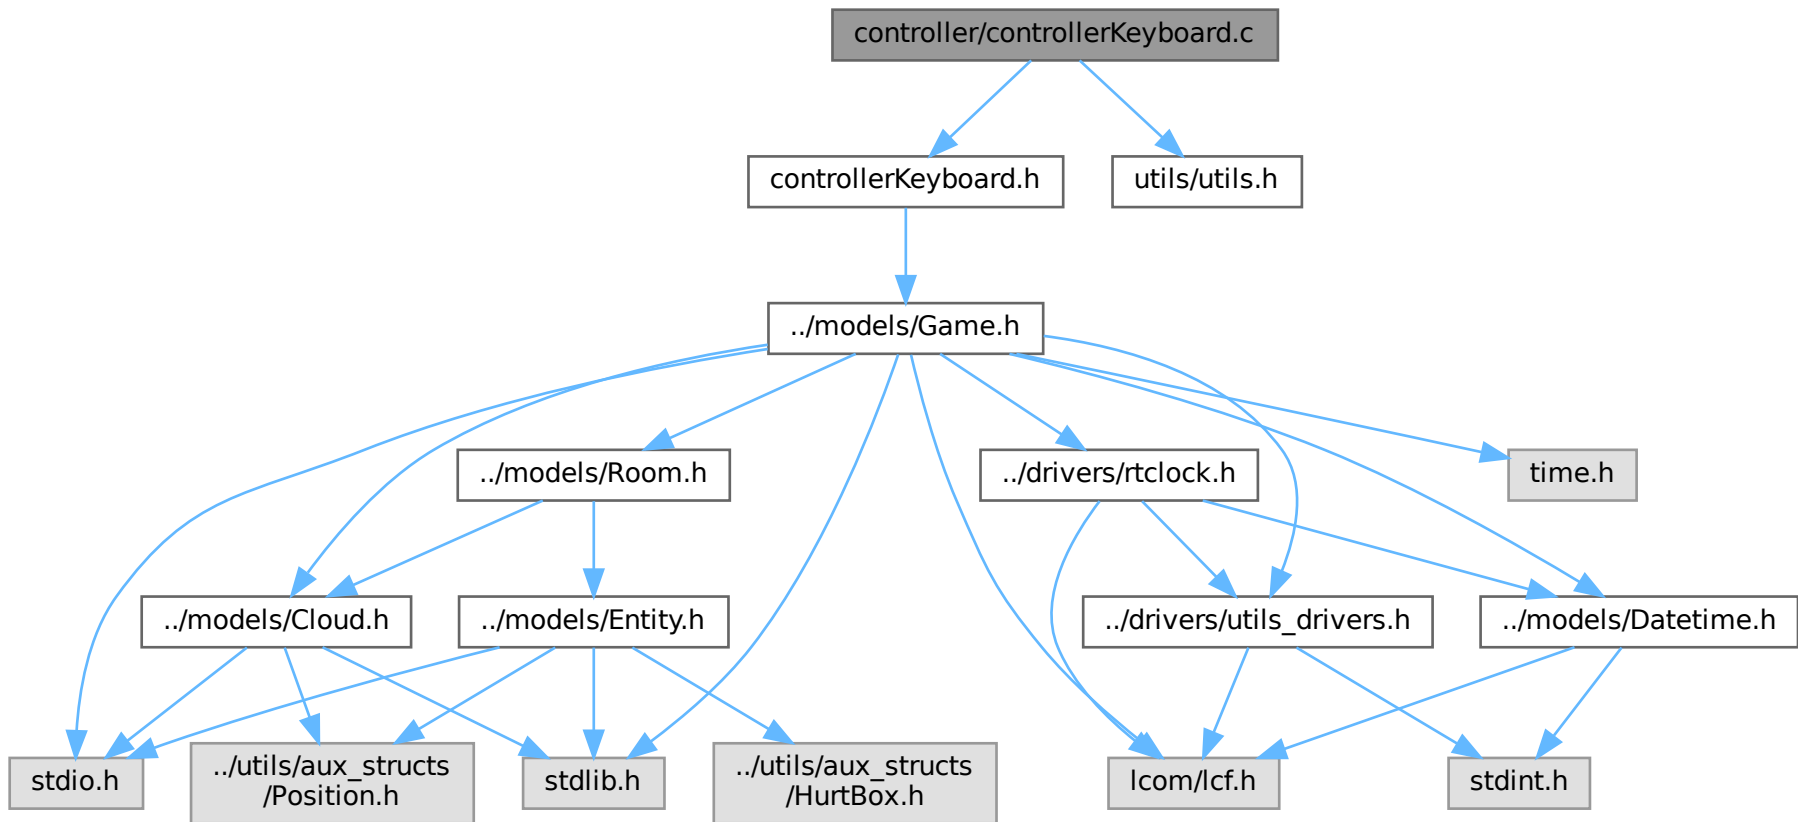 controller/controllerKeyboard.c
controllerKeyboard.h
utils/utils.h
../models/Game.h
../models/Room.h
../drivers/rtclock.h
time.h
../models/Cloud.h
../models/Entity.h
../drivers/utils_drivers.h
../models/Datetime.h
stdio.h
../utils/aux_structs
/Position.h
stdlib.h
../utils/aux_structs
/HurtBox.h
lcom/lcf.h
stdint.h